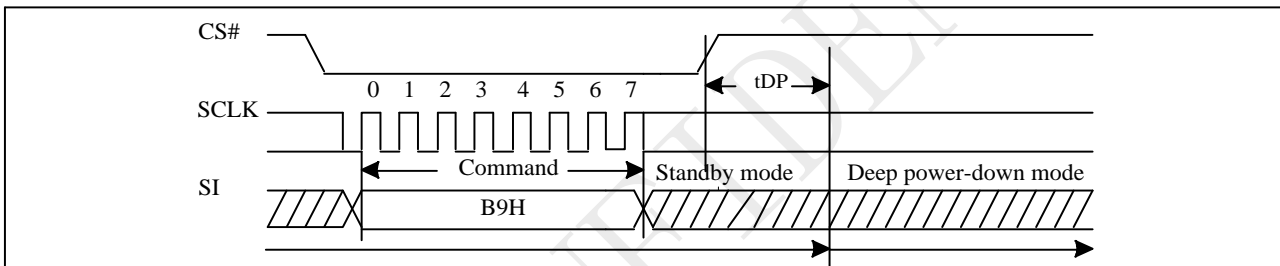 CS#
tDP
0 1 2 3 4 5 6 7
SCLK
Command
Standby mode
Deep power-down mode
SI
B9H